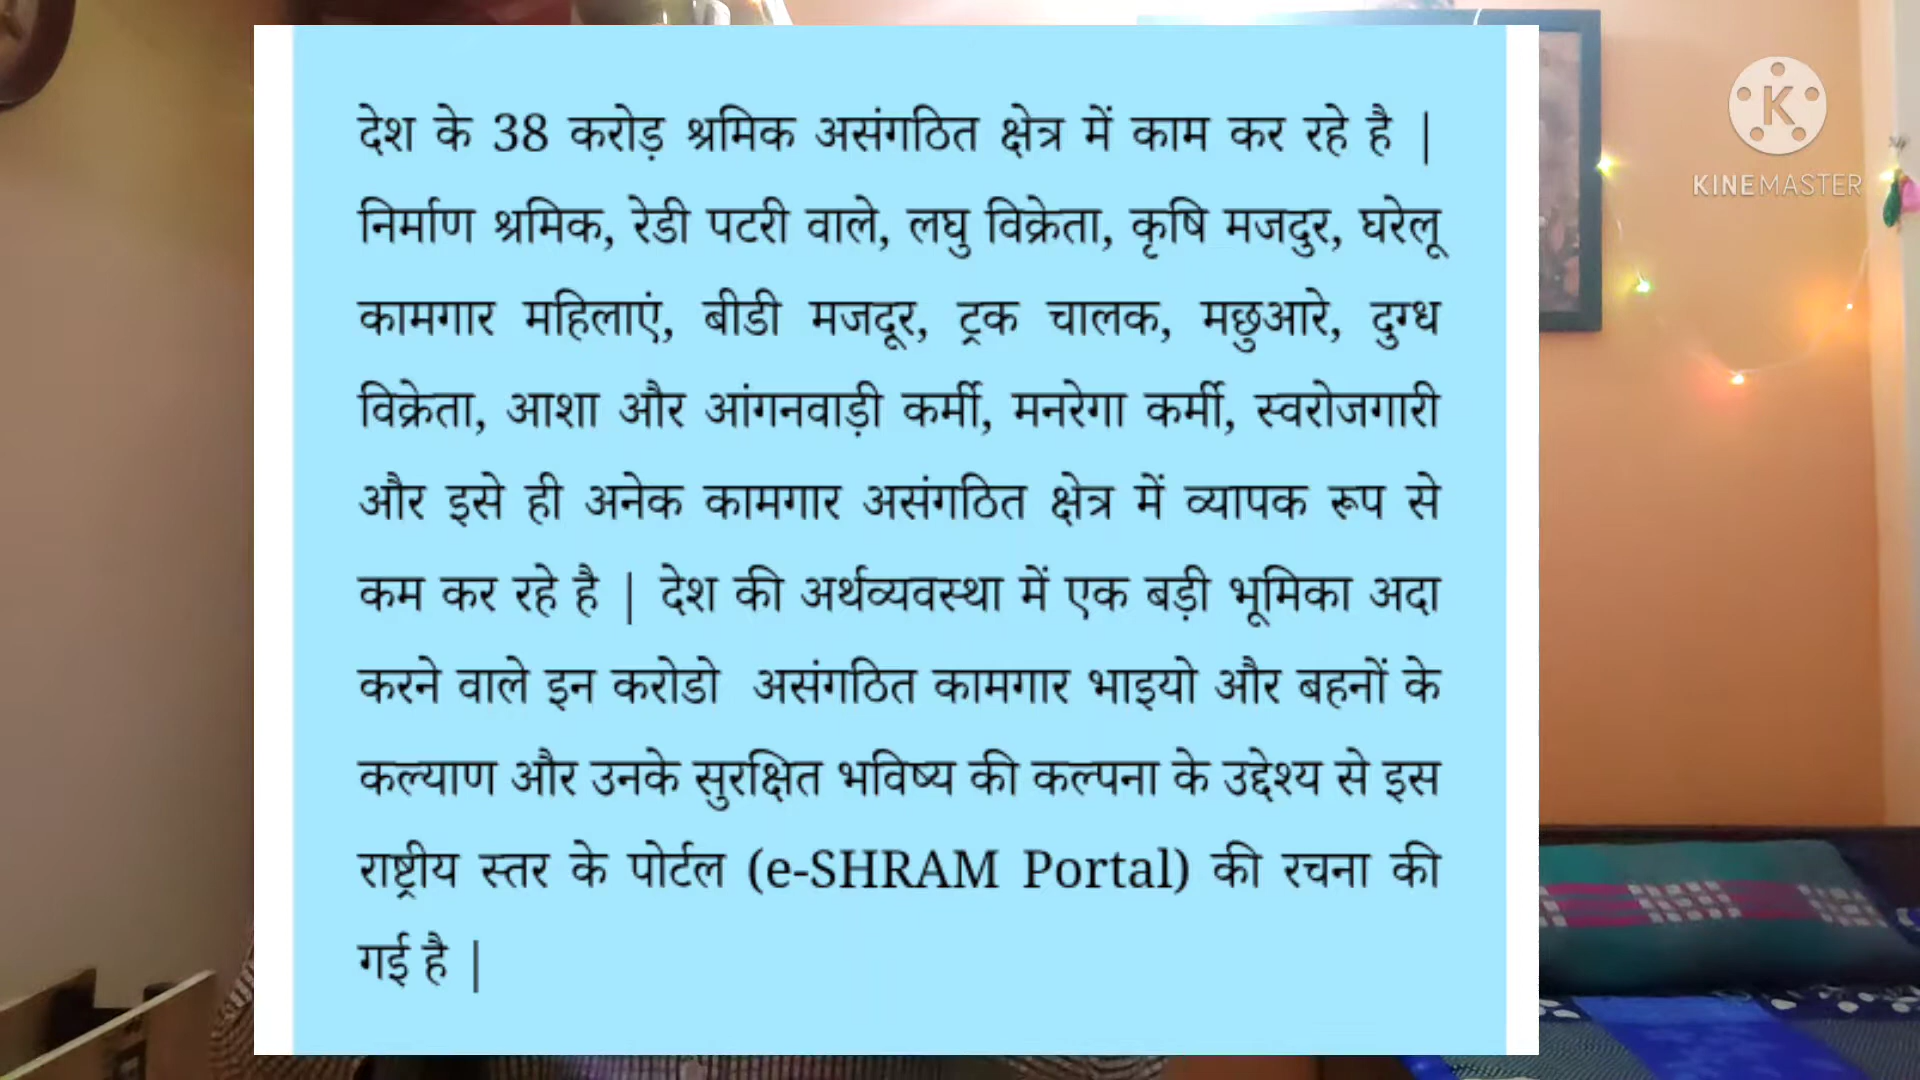 देश के 38 करोड़ श्रमिक असंगठित क्षेत्र में काम कर रहे है |
निर्माण श्रमिक, रेडी पटरी वाले, लघु विक्रेता, कृषि मजदुर, घरेलू
कामगार महिलाएं, बीडी मजदूर, ट्रक चालक, मछुआरे, दुग्ध
विक्रेता, आशा और आंगनवाड़ी कर्मी, मनरेगा कर्मी, स्वरोजगारी
और इसे ही अनेक कामगार असंगठित क्षेत्र में व्यापक रूप से
कम कर रहे है | देश की अर्थव्यवस्था में एक बड़ी भूमिका अदा
करने वाले इन करोडो असंगठित कामगार भाइयो और बहनों के
कल्याण और उनके सुरक्षित भविष्य की कल्पना के उद्देश्य से इस
राष्ट्रीय स्तर के पोर्टल (e-SHRAM Portal) की रचना की
गई है |
K
KINEMASTER